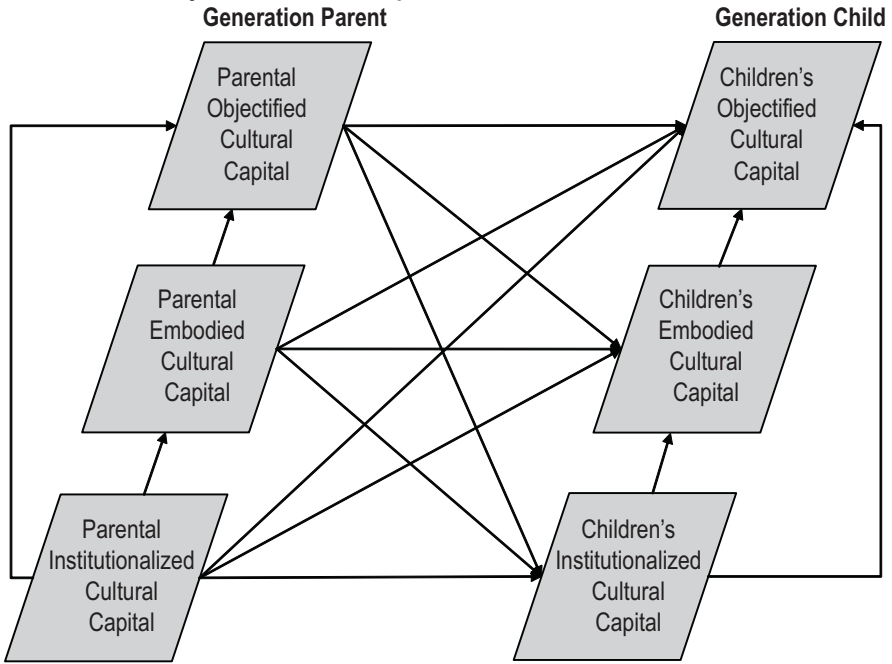 Generation Parent
Generation Child
Parental
Objectified
Cultural
Capital
Children's
Objectified
Cultural
Capital
Parental
Embodied
Cultural
Capital
Children's
Embodied
Cultural
Capital
Parental
Institutionalized
Cultural
Capital
Children's
Institutionalized
Cultural
Capital